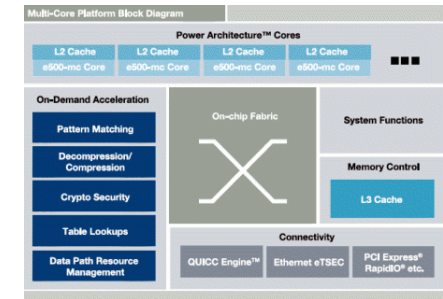 Multi-Core Platform Block Diagram
Power Architecture™ Cores
L2 Cache
L2 Cache
L2 Cache
L2 Cache
e500-mc Core
e500-mc Core
e500-mc Core
e500-mc Core
On-Demand Acceleration
Pattern Matching
Decompression/
Compression
Crypto Security
Table Lookups
Data Path Resource
Management
On-chip Fabric
System Functions
Memory Control
L3 Cache
Connectivity
QUICC Engine™
Ethernet eTSEC
PCI Express®
RapidIO® etc.